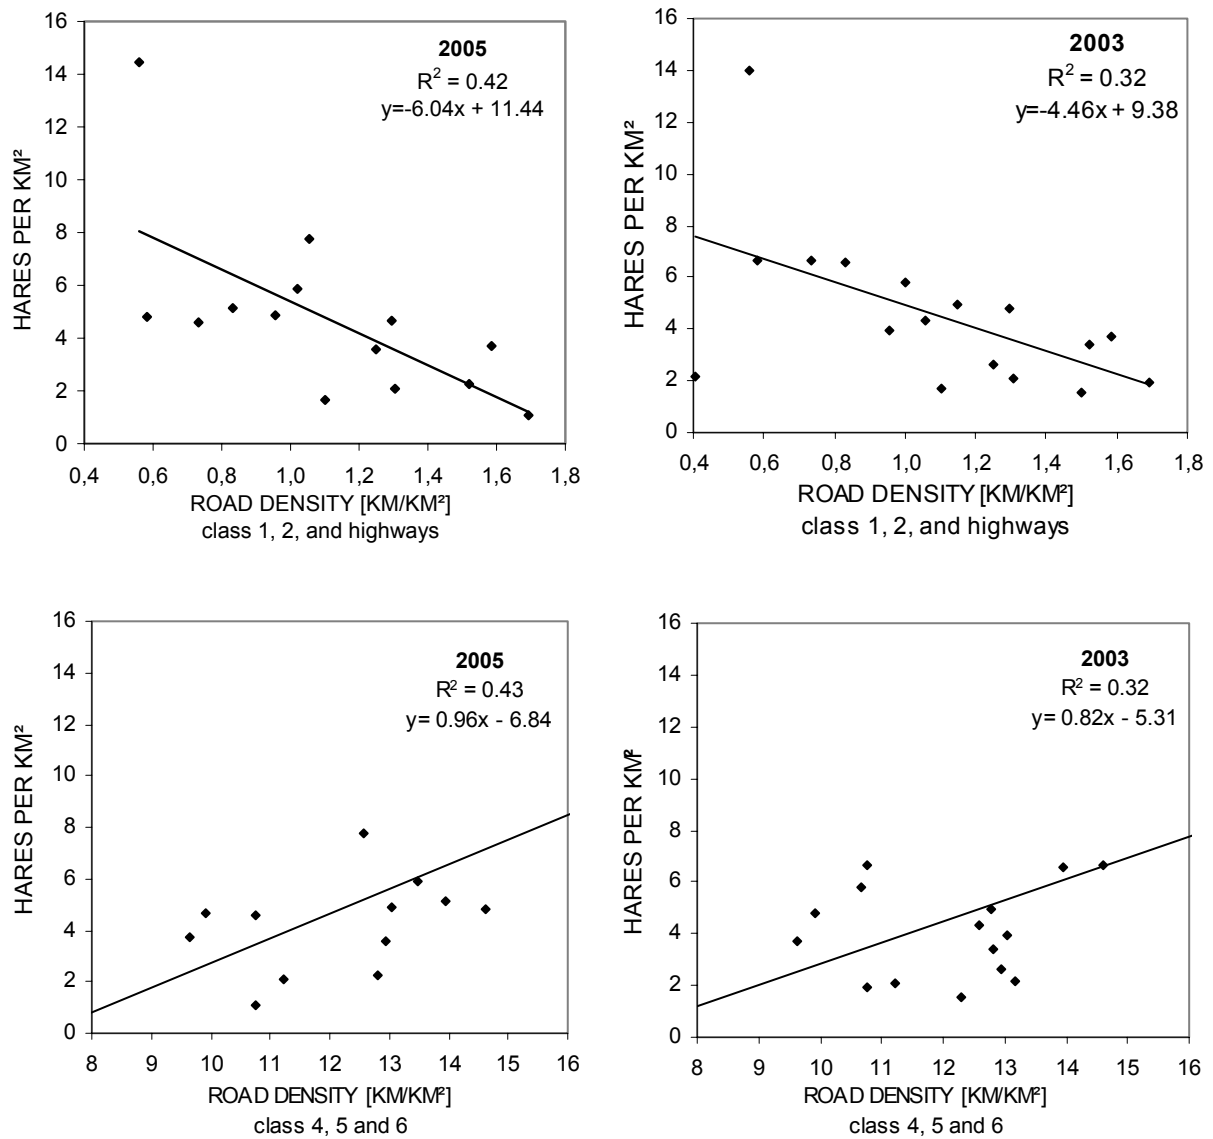 2005
R² = 0.42
y=-6.04x + 11.44
HARES PER KM²
16
14
12
10
8
6
4
2
0
0,4 0,6 0,8 1,0 1,2 1,4 1,6 1,8
ROAD DENSITY [KM/KM²]
class 1, 2, and highways
2003
R² = 0.32
y=-4.46x + 9.38
HARES PER KM²
16
14
12
10
8
6
4
2
0
0,4 0,6 0,8 1,0 1,2 1,4 1,6 1,8
ROAD DENSITY [KM/KM²]
class 1, 2, and highways
2005
R² = 0.43
y= 0.96x - 6.84
HARES PER KM²
16
14
12
10
8
6
4
2
0
8 9 10 11 12 13 14 15 16
ROAD DENSITY [KM/KM²]
class 4, 5 and 6
2003
R² = 0.32
y= 0.82x - 5.31
HARES PER KM²
16
14
12
10
8
6
4
2
0
8 9 10 11 12 13 14 15 16
ROAD DENSITY [KM/KM²]
class 4, 5 and 6